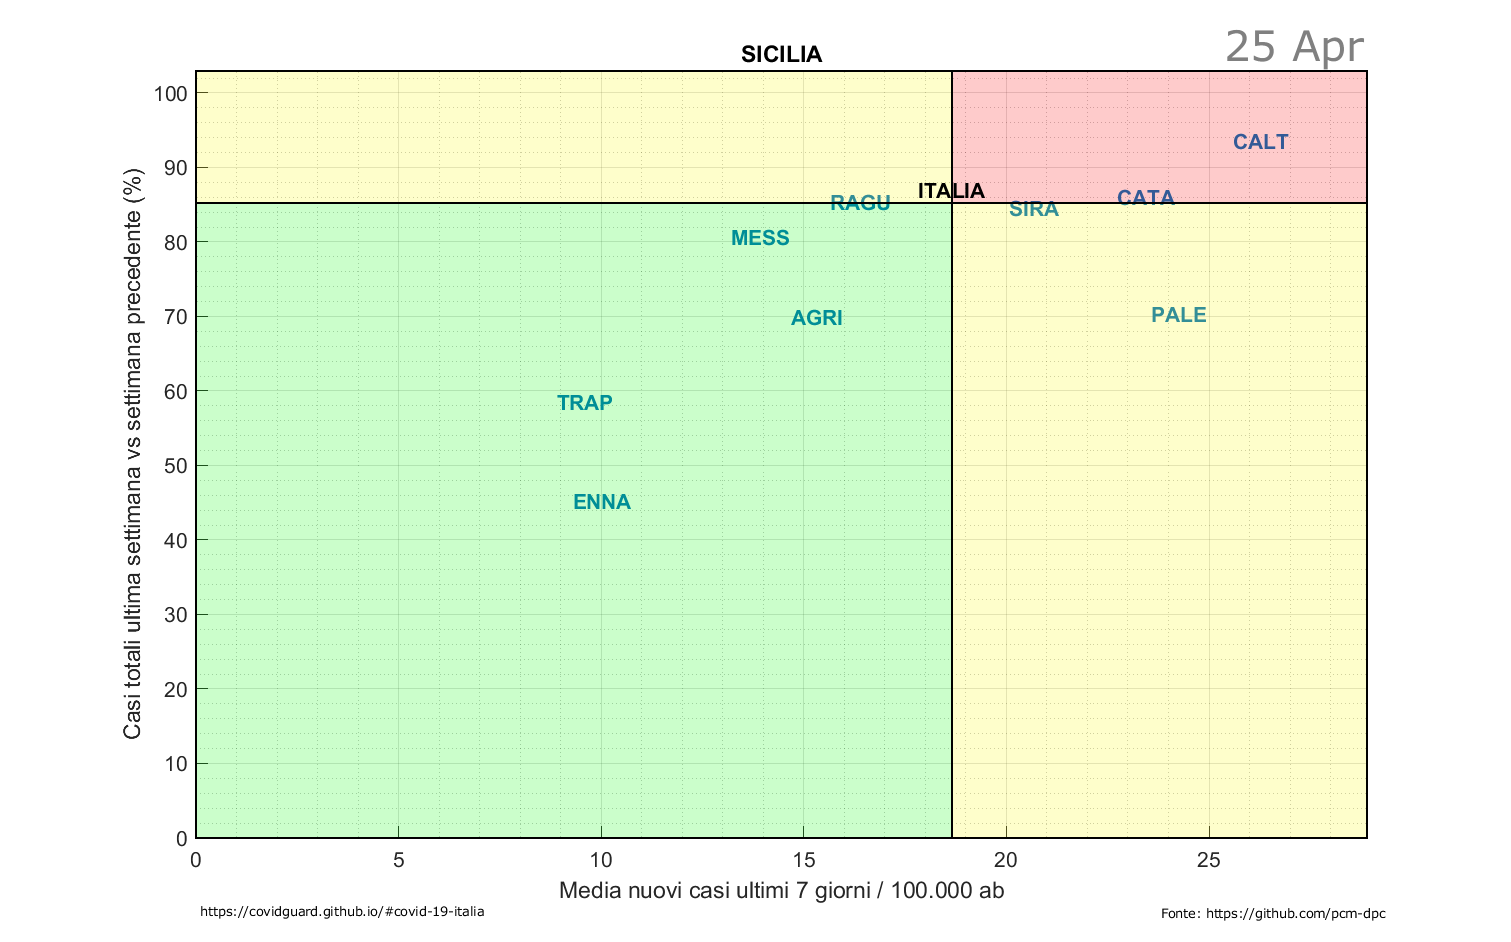 25 Apr
SICILIA
Casi totali ultima settimana vs settimana precedente (%)
100
90
80
70
60
50
40
30
20
10
0
CALT
ITALIA
CATA
RAGU
SIRA
MESS
AGRI
PALE
TRAP
ENNA
0 5 10 15 20 25
Media nuovi casi ultimi 7 giorni / 100.000 ab
https://covidguard.github.io/#covid-19-italia
Fonte: https://github.com/pcm-dpc